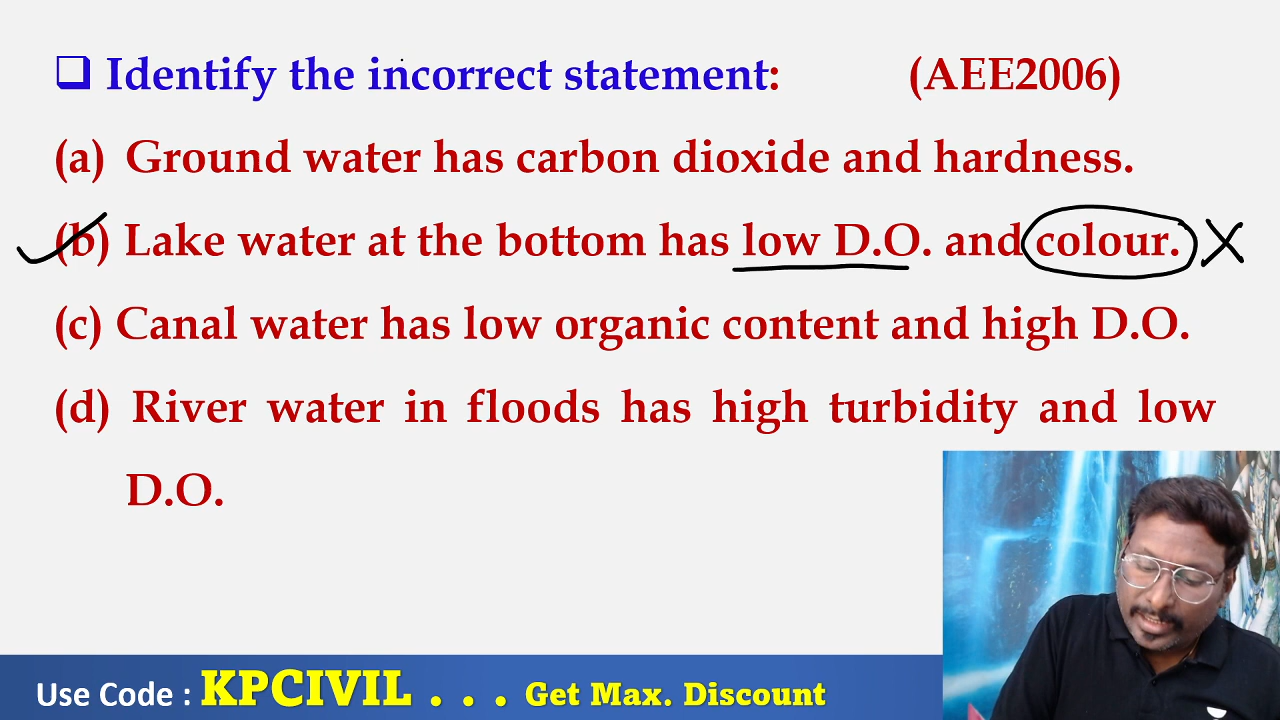 ❑ Identify the incorrect statement: (AEE2006)
(a) Ground water has carbon dioxide and hardness.
(b) Lake water at the bottom has low D.O. and colour.
(c) Canal water has low organic content and high D.O.
(d) River water in floods has high turbidity and low
D.O.
Use Code : KPCIVIL . . . Get Max. Discount